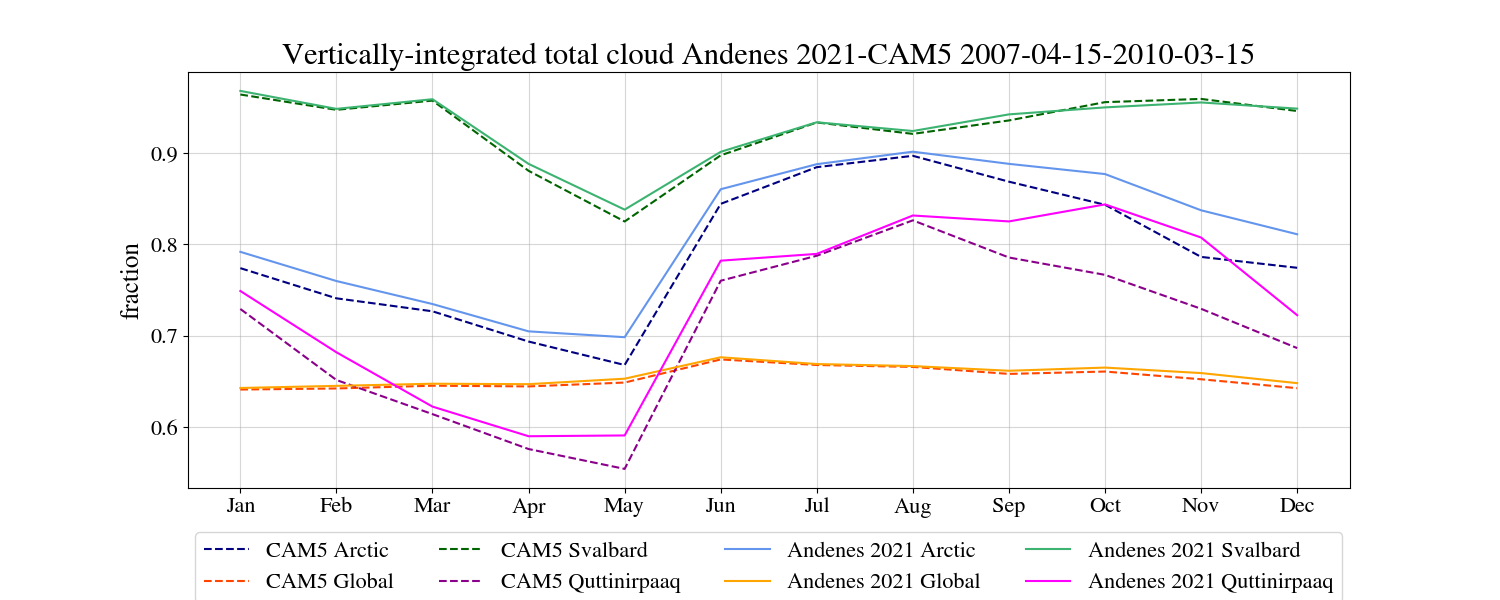 Vertically-integrated total cloud Andenes 2021-CAM5 2007-04-15-2010-03-15
fraction
0.9
0.8
0.7
0.6
Jan Feb Mar Apr May Jun Jul Aug Sep Oct Nov Dec
CAM5 Arctic CAM5 Svalbard Andenes 2021 Arctic Andenes 2021 Svalbard
CAM5 Global CAM5 Quttinirpaaq Andenes 2021 Global Andenes 2021 Quttinirpaaq